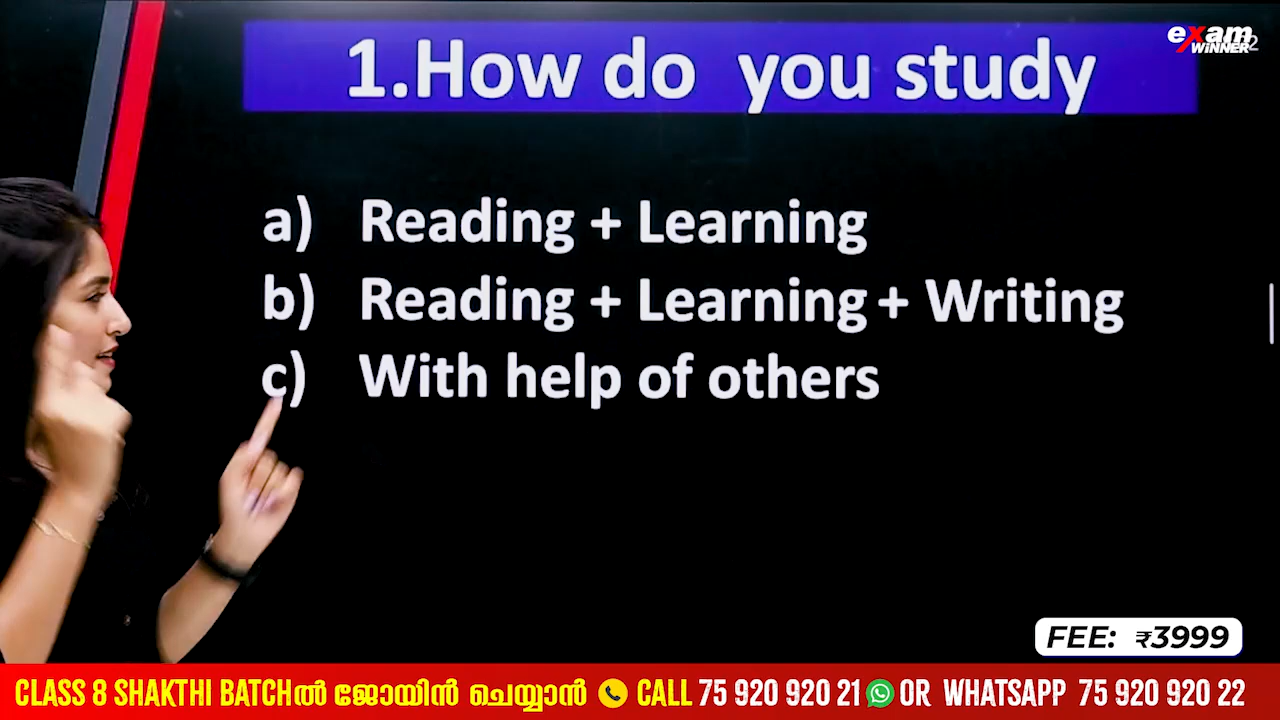 exam
WINNER
1.How do you study
a) Reading + Learning
b) Reading + Learning + Writing
c) With help of others
FEE: ₹3999
CLASS 8 SHAKTHI BATCHൽ ജോയിൻ ചെയ്യാൻ CALL 75 920 920 21 OR WHATSAPP 75 920 920 22